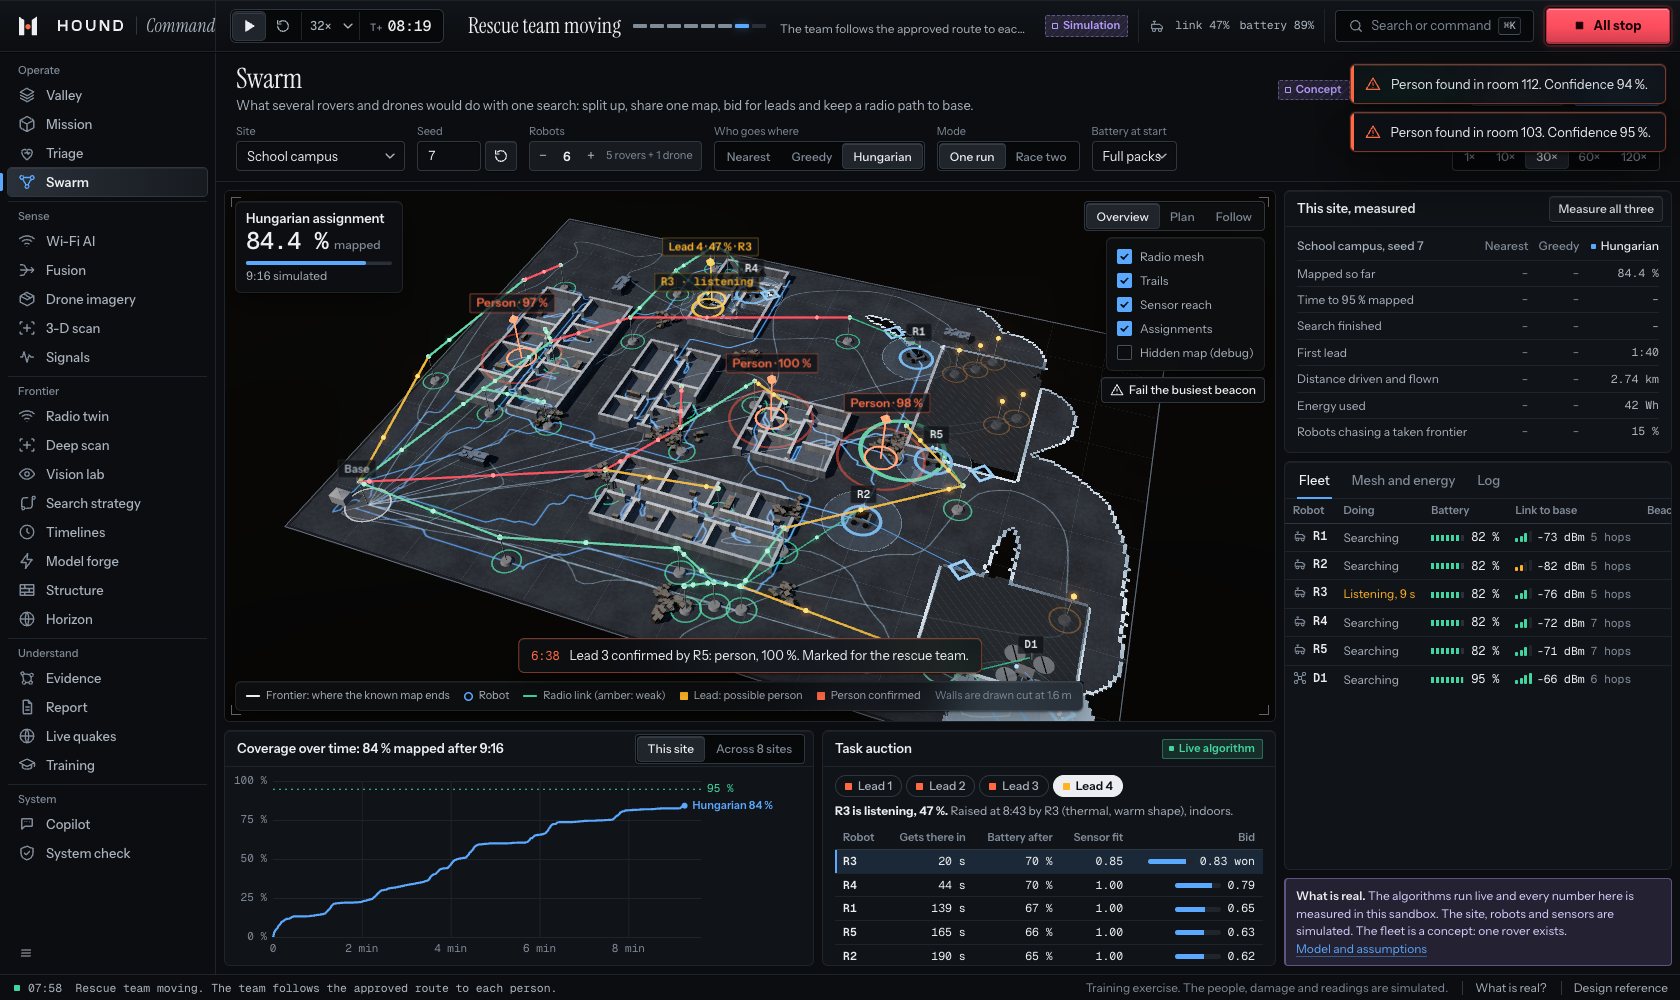 HOUND Command
32× T+ 08:19
Rescue team moving
The team follows the approved route to eac…
Simulation
link 47% battery 89%
Search or command ⌘K
All stop
Operate
Valley
Mission
Triage
Swarm
Sense
Wi-Fi AI
Fusion
Drone imagery
3-D scan
Signals
Frontier
Radio twin
Deep scan
Vision lab
Search strategy
Timelines
Model forge
Structure
Horizon
Understand
Evidence
Report
Live quakes
Training
System
Copilot
System check
Swarm
What several rovers and drones would do with one search: split up, share one map, bid for leads and keep a radio path to base.
Concept
Person found in room 112. Confidence 94 %.
Person found in room 103. Confidence 95 %.
Site
School campus
Seed
7
Robots
− 6 + 5 rovers + 1 drone
Who goes where
Nearest Greedy Hungarian
Mode
One run Race two
Battery at start
Full packs
1× 10× 30× 60× 120×
Hungarian assignment
84.4 % mapped
9:16 simulated
Overview Plan Follow
Radio mesh
Trails
Sensor reach
Assignments
Hidden map (debug)
Fail the busiest beacon
Lead 4·47 %·R3
R4
R3 · listening
Person·97 %
R1
Person·100 %
Person·98 %
R5
Base
R2
D1
6:38 Lead 3 confirmed by R5: person, 100 %. Marked for the rescue team.
Frontier: where the known map ends Robot Radio link (amber: weak) Lead: possible person Person confirmed Walls are drawn cut at 1.6 m
This site, measured
Measure all three
School campus, seed 7 Nearest Greedy Hungarian
Mapped so far – – 84.4 %
Time to 95 % mapped – – –
Search finished – – –
First lead – – 1:40
Distance driven and flown – – 2.74 km
Energy used – – 42 Wh
Robots chasing a taken frontier – – 15 %
Fleet Mesh and energy Log
Robot Doing Battery Link to base Beac
R1 Searching 82 % -73 dBm 5 hops
R2 Searching 82 % -82 dBm 5 hops
R3 Listening, 9 s 82 % -76 dBm 5 hops
R4 Searching 82 % -72 dBm 7 hops
R5 Searching 82 % -71 dBm 7 hops
D1 Searching 95 % -66 dBm 6 hops
What is real. The algorithms run live and every number here is
measured in this sandbox. The site, robots and sensors are
simulated. The fleet is a concept: one rover exists.
Model and assumptions
Coverage over time: 84 % mapped after 9:16
This site Across 8 sites
100 %
95 %
Hungarian 84 %
75 %
50 %
25 %
0 %
0 2 min 4 min 6 min 8 min
Task auction
Live algorithm
Lead 1 Lead 2 Lead 3 Lead 4
R3 is listening, 47 %. Raised at 8:43 by R3 (thermal, warm shape), indoors.
Robot Gets there in Battery after Sensor fit Bid
R3 20 s 70 % 0.85 0.83 won
R4 44 s 70 % 1.00 0.79
R1 139 s 67 % 1.00 0.65
R5 165 s 66 % 1.00 0.63
R2 190 s 65 % 1.00 0.62
07:58 Rescue team moving. The team follows the approved route to each person.
Training exercise. The people, damage and readings are simulated.
What is real?
Design reference